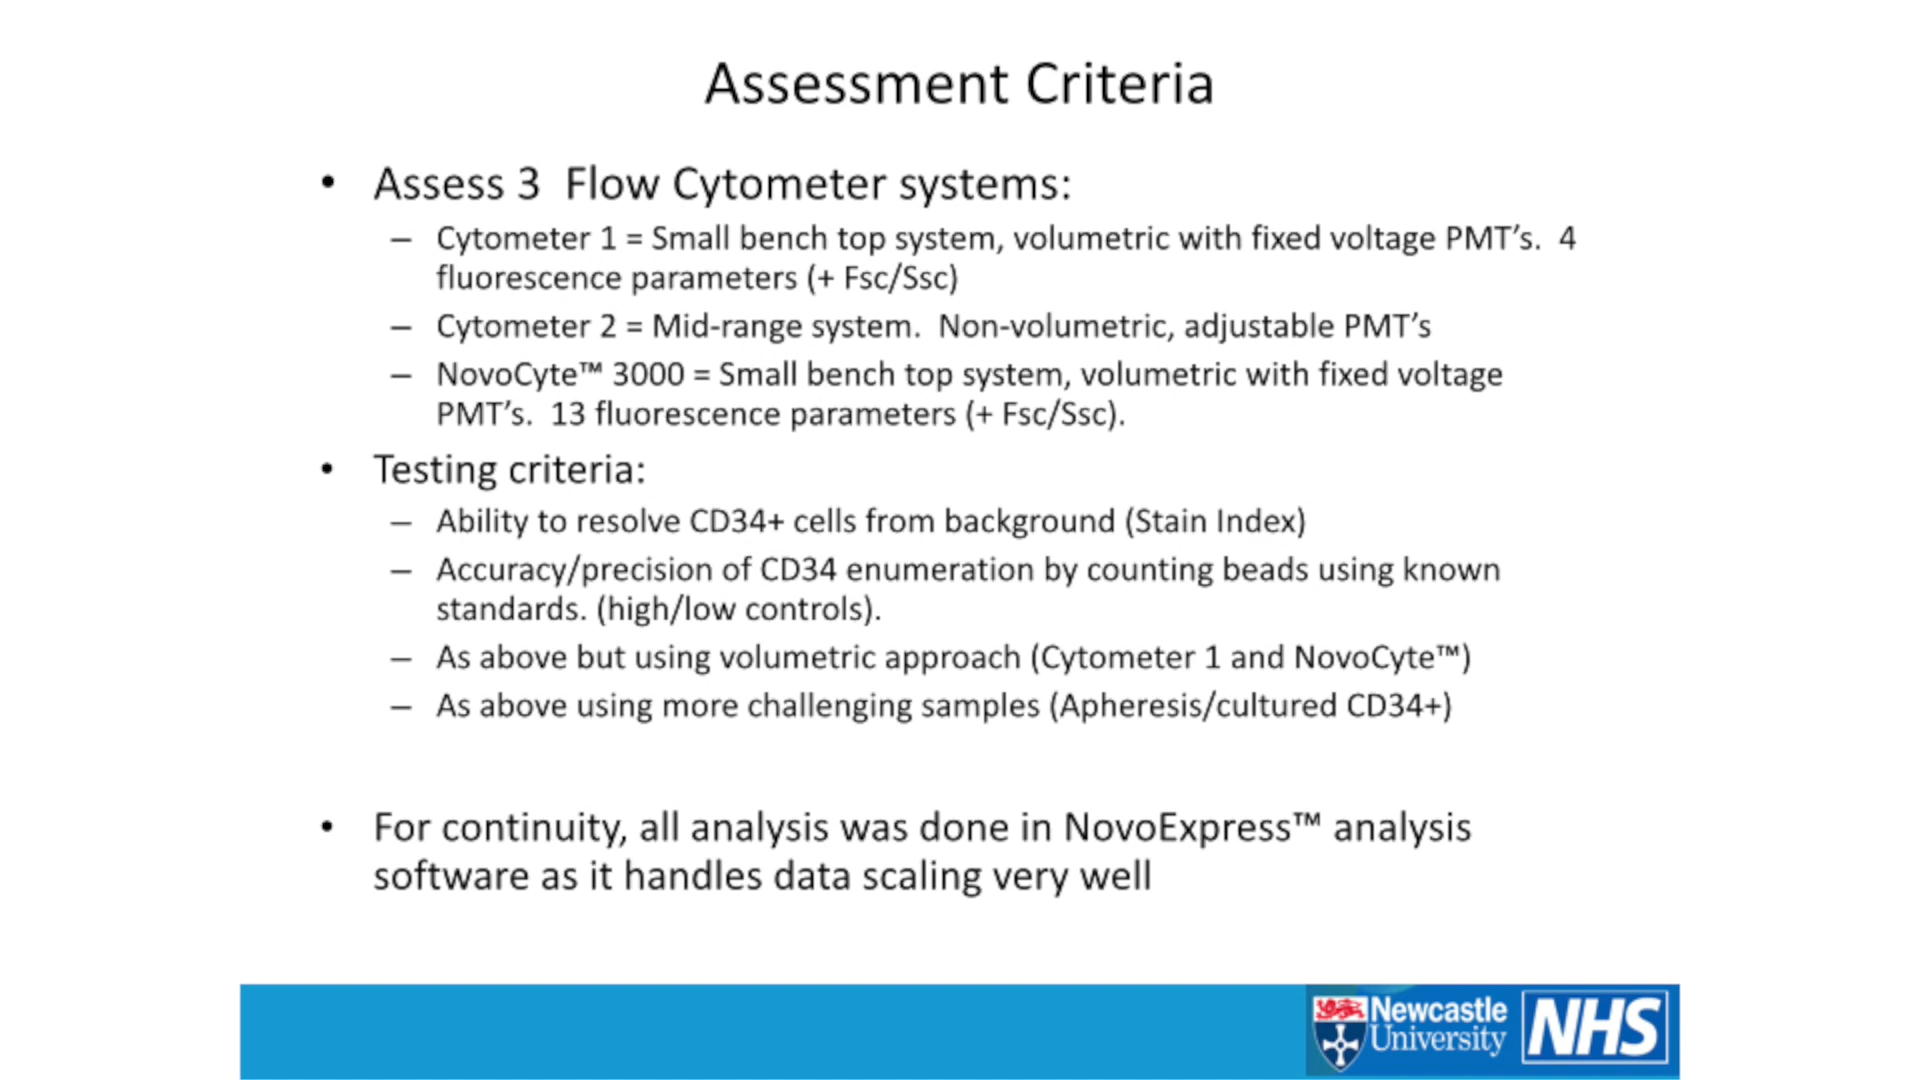 Assessment Criteria
• Assess 3  Flow Cytometer systems:
– Cytometer 1 = Small bench top system, volumetric with fixed voltage PMT’s.  4
fluorescence parameters (+ Fsc/Ssc)
– Cytometer 2 = Mid-range system.  Non-volumetric, adjustable PMT’s
– NovoCyte™ 3000 = Small bench top system, volumetric with fixed voltage
PMT’s.  13 fluorescence parameters (+ Fsc/Ssc).
• Testing criteria:
– Ability to resolve CD34+ cells from background (Stain Index)
– Accuracy/precision of CD34 enumeration by counting beads using known
standards. (high/low controls).
– As above but using volumetric approach (Cytometer 1 and NovoCyte™)
– As above using more challenging samples (Apheresis/cultured CD34+)
• For continuity, all analysis was done in NovoExpress™ analysis
software as it handles data scaling very well
Newcastle
University
NHS